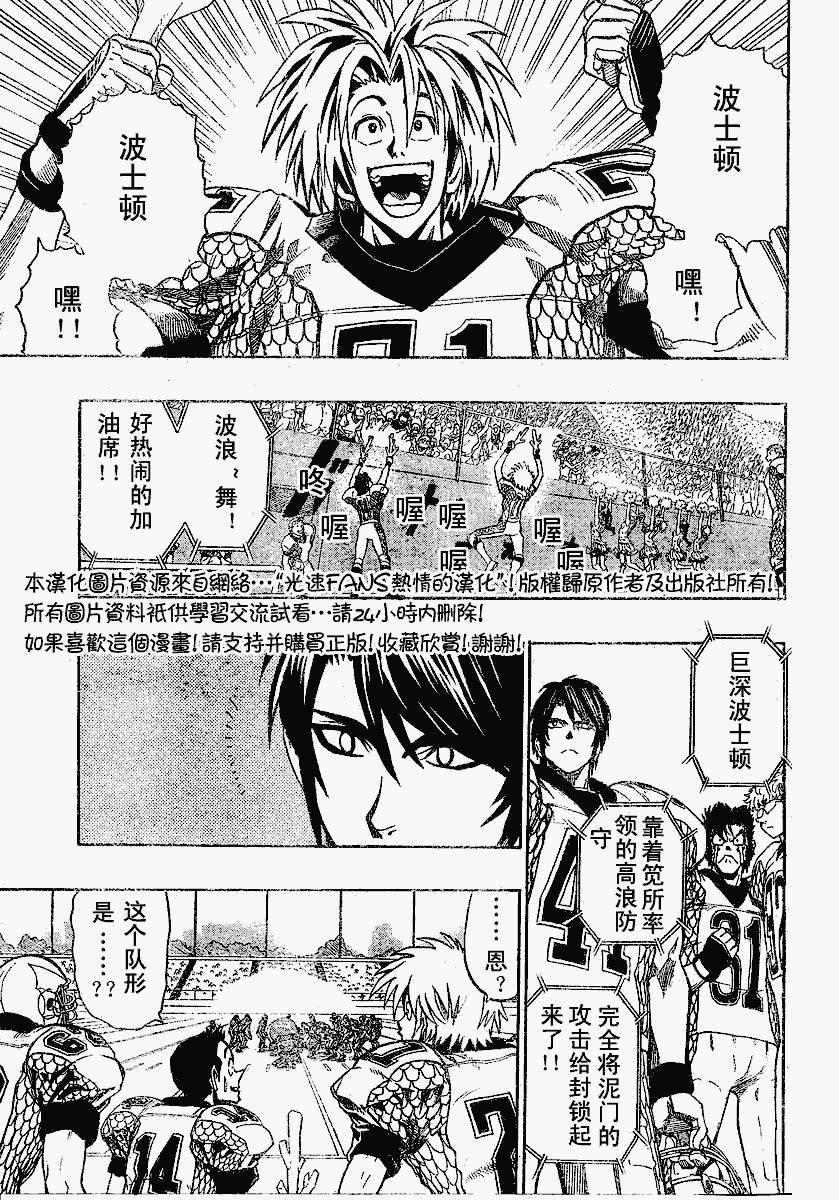 波士顿
嘿!
波士顿
嘿!!
波浪~舞!
好热闹的加
油席!!
咚
喔
喔
喔
喔
喔
喔
本漢化圖片資源來自網絡…“光速FANS熱情的漢化”!版權歸原作者及出版社所有!
所有圖片資料祇供學習交流試看…請24小時內刪除!
如果喜歡這個漫畫!請支持并購買正版!收藏欣賞!謝謝!
巨深波士顿
靠着笕所率
领的高浪防
守
完全将泥门的
攻击给封锁起
来了!!
……恩?
这个队形
是……??
21
41
31
66
14
2